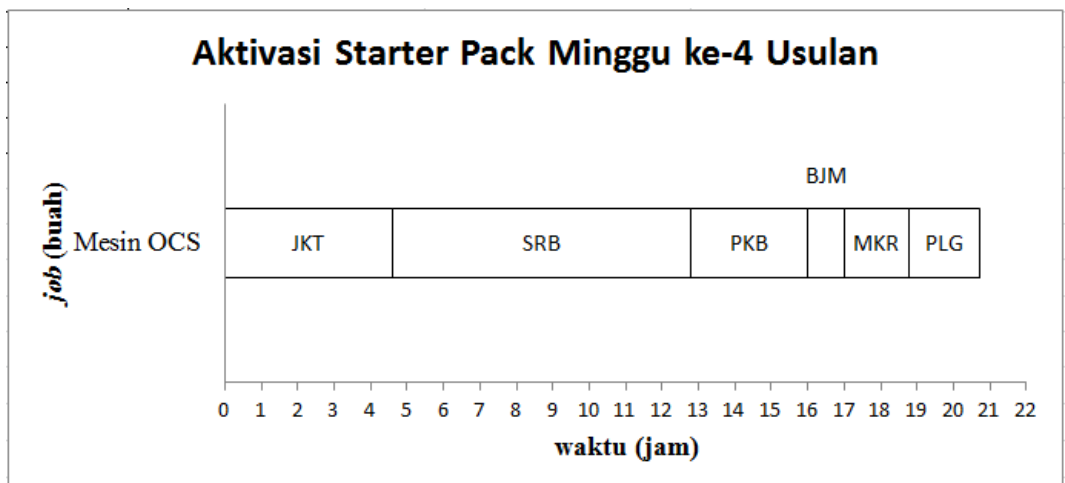 Aktivasi Starter Pack Minggu ke-4 Usulan
BJM
job (buah)
Mesin OCS
JKT SRB PKB MKR PLG
0 1 2 3 4 5 6 7 8 9 10 11 12 13 14 15 16 17 18 19 20 21 22
waktu (jam)